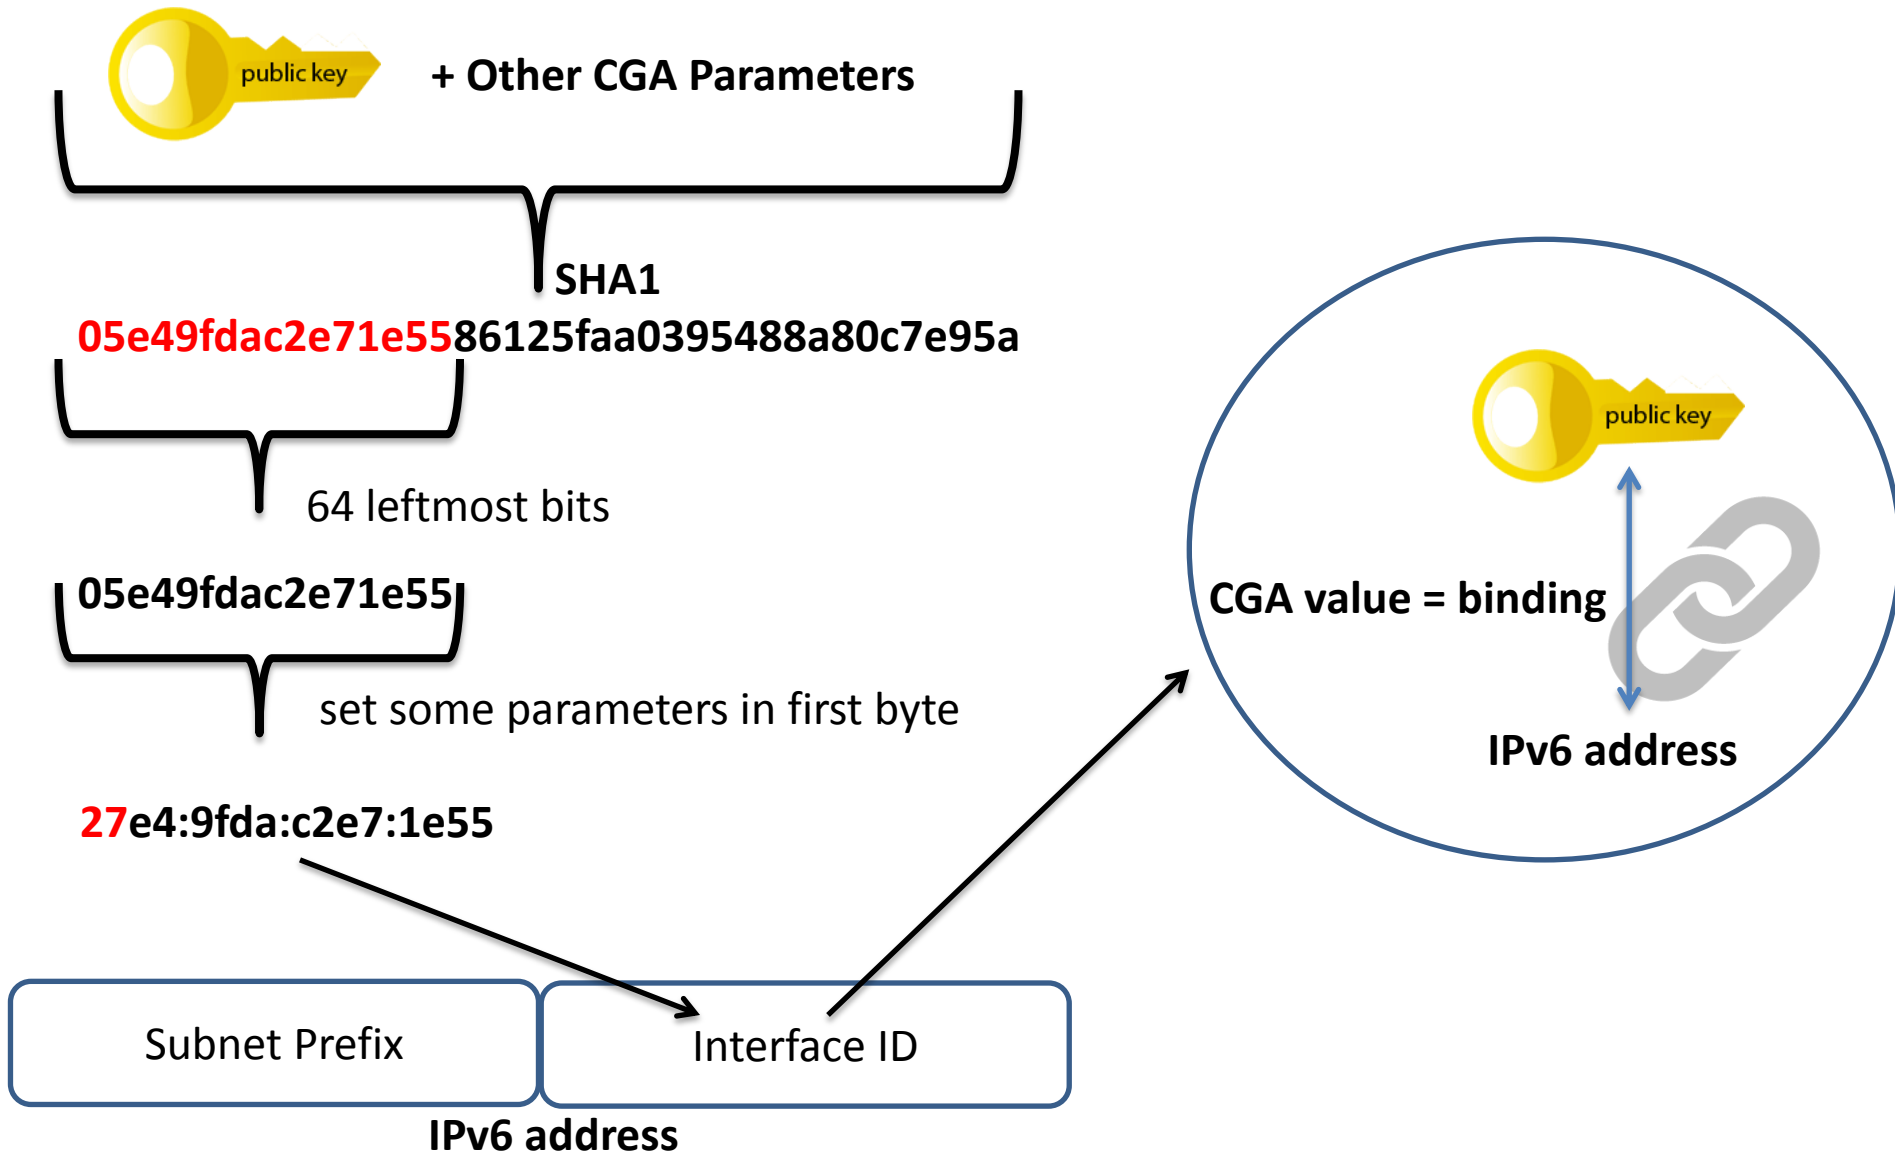 public key
+ Other CGA Parameters
SHA1
05e49fdac2e71e5586125faa0395488a80c7e95a
64 leftmost bits
05e49fdac2e71e55
set some parameters in first byte
27e4:9fda:c2e7:1e55
Subnet Prefix
Interface ID
IPv6 address
public key
CGA value = binding
IPv6 address